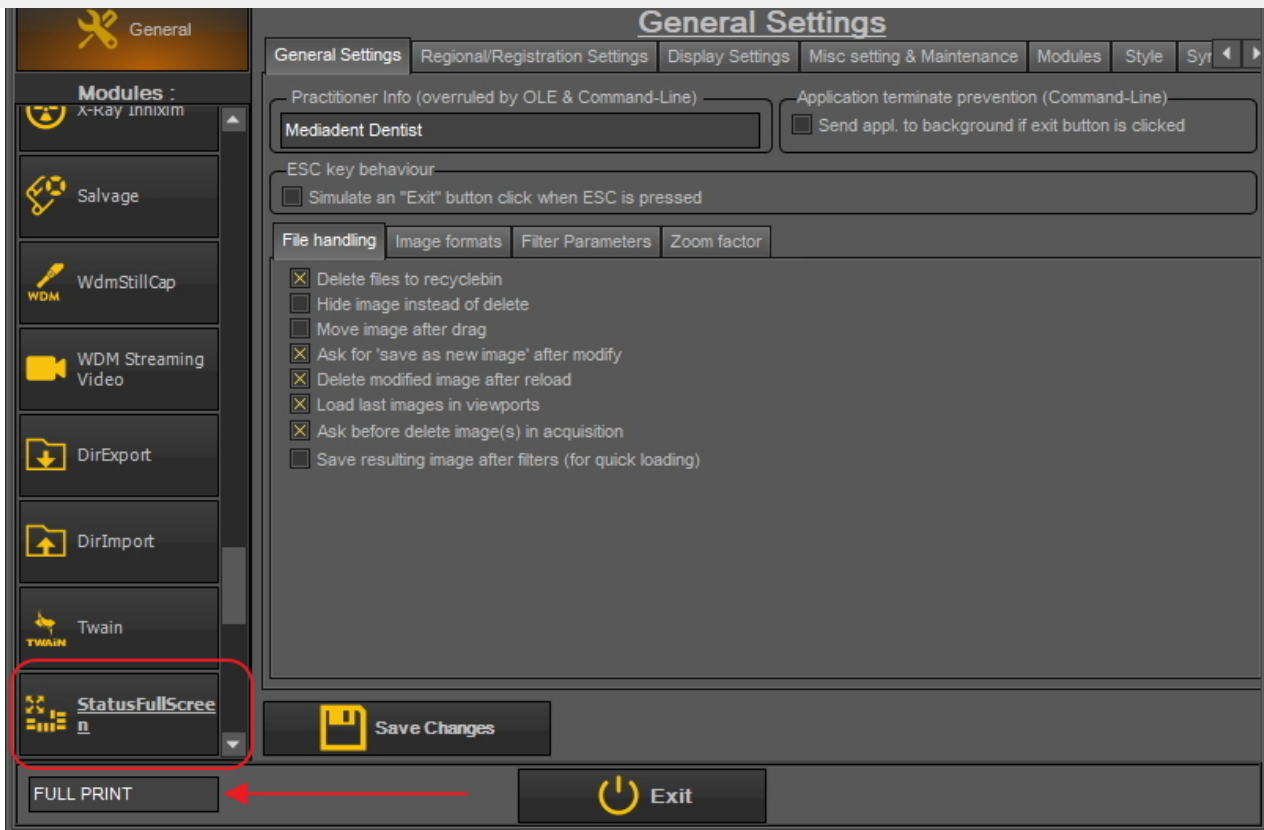 General
General Settings
General Settings
Regional/Registration Settings
Display Settings
Misc setting & Maintenance
Modules
Style
Modules :
X-Ray Innixim
Practitioner Info (overruled by OLE & Command-Line)
Mediadent Dentist
Application terminate prevention (Command-Line)
Send appl. to background if exit button is clicked
ESC key behaviour
Simulate an "Exit" button click when ESC is pressed
Salvage
WDM
WdmStillCap
WDM Streaming
Video
DirExport
DirImport
TWAIN
Twain
StatusFullScree
n
File handling
Image formats
Filter Parameters
Zoom factor
Delete files to recyclebin
Hide image instead of delete
Move image after drag
Ask for 'save as new image' after modify
Delete modified image after reload
Load last images in viewports
Ask before delete image(s) in acquisition
Save resulting image after filters (for quick loading)
Save Changes
FULL PRINT
Exit